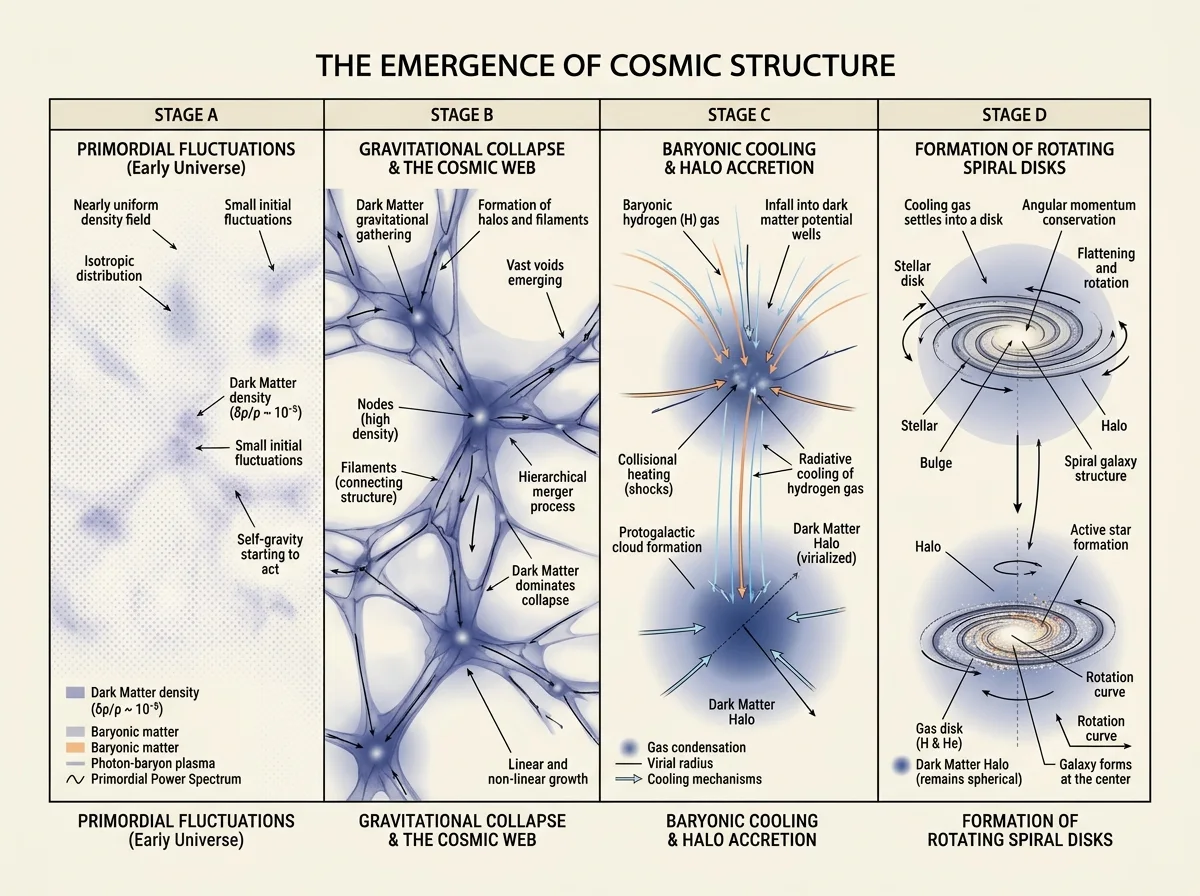 THE EMERGENCE OF COSMIC STRUCTURE
STAGE A
PRIMORDIAL FLUCTUATIONS
(Early Universe)
Nearly uniform
density field
Small initial
fluctuations
Isotropic
distribution
Dark Matter
density
(δρ/ρ ~ 10⁻⁵)
Small initial
fluctuations
Self-gravity
starting to
act
Dark Matter density
(δρ/ρ ~ 10⁻⁵)
Baryonic matter
Baryonic matter
Photon-baryon plasma
Primordial Power Spectrum
STAGE B
GRAVITATIONAL COLLAPSE
& THE COSMIC WEB
Dark Matter
gravitational
gathering
Formation of
halos and filaments
Vast voids
emerging
Nodes
(high
density)
Filaments
(connecting
structure)
Hierarchical
merger
process
Dark Matter
dominates
collapse
Linear and
non-linear growth
STAGE C
BARYONIC COOLING
& HALO ACCRETION
Baryonic
hydrogen (H) gas
Infall into dark
matter potential
wells
Collisional
heating
(shocks)
Radiative
cooling of
hydrogen gas
Protogalactic
cloud formation
Dark Matter
Halo
(virialized)
Dark Matter
Halo
Gas condensation
Virial radius
Cooling mechanisms
STAGE D
FORMATION OF ROTATING
SPIRAL DISKS
Cooling gas
settles into a disk
Angular momentum
conservation
Stellar
disk
Flattening
and
rotation
Stellar
Bulge
Halo
Spiral galaxy
structure
Halo
Active star
formation
Rotation
curve
Gas disk
(H & He)
Rotation
curve
Dark Matter Halo
(remains spherical)
Galaxy forms
at the center
PRIMORDIAL FLUCTUATIONS
(Early Universe)
GRAVITATIONAL COLLAPSE
& THE COSMIC WEB
BARYONIC COOLING
& HALO ACCRETION
FORMATION OF
ROTATING SPIRAL DISKS